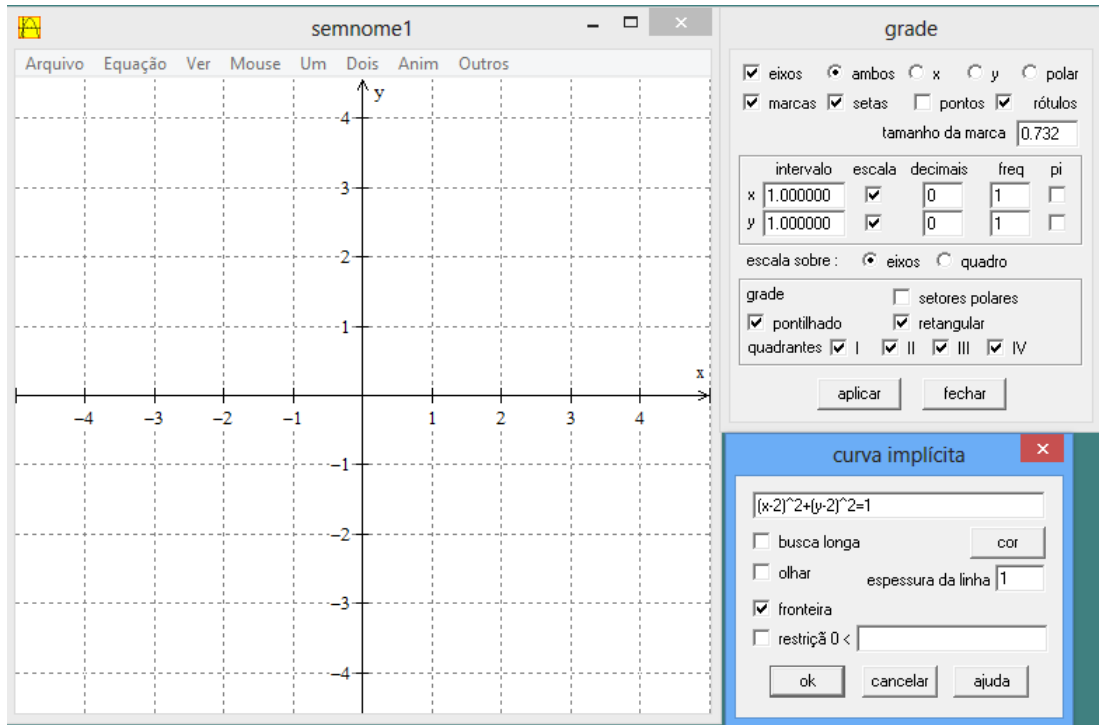 semnome1
Arquivo Equação Ver Mouse Um Dois Anim Outros
y
4
3
2
1
x
−4 −3 −2 −1 1 2 3 4
−1
−2
−3
−4
grade
eixos ambos x y polar
marcas setas pontos rótulos
tamanho da marca 0.732
intervalo escala decimais freq pi
x 1.000000 0 1
y 1.000000 0 1
escala sobre : eixos quadro
grade setores polares
pontilhado retangular
quadrantes I II III IV
aplicar fechar
curva implícita
(x-2)^2+(y-2)^2=1
busca longa cor
olhar espessura da linha 1
fronteira
restriçã 0 <
ok cancelar ajuda